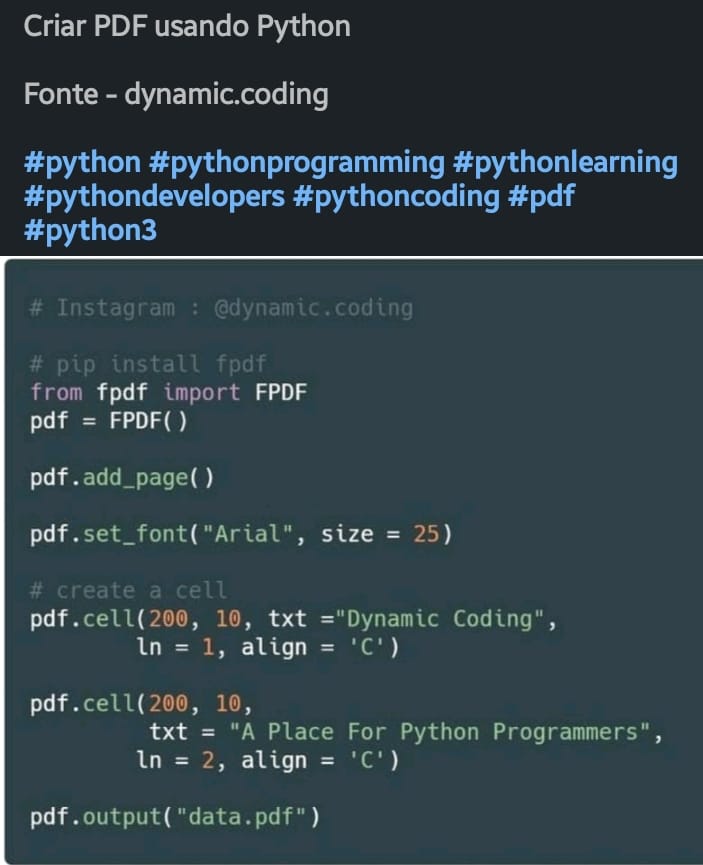 Criar PDF usando Python
Fonte - dynamic.coding
#python #pythonprogramming #pythonlearning
#pythondevelopers #pythoncoding #pdf
#python3
# Instagram : @dynamic.coding
# pip install fpdf
from fpdf import FPDF
pdf = FPDF()
pdf.add_page()
pdf.set_font("Arial", size = 25)
# create a cell
pdf.cell(200, 10, txt ="Dynamic Coding",
ln = 1, align = 'C')
pdf.cell(200, 10,
txt = "A Place For Python Programmers",
ln = 2, align = 'C')
pdf.output("data.pdf")